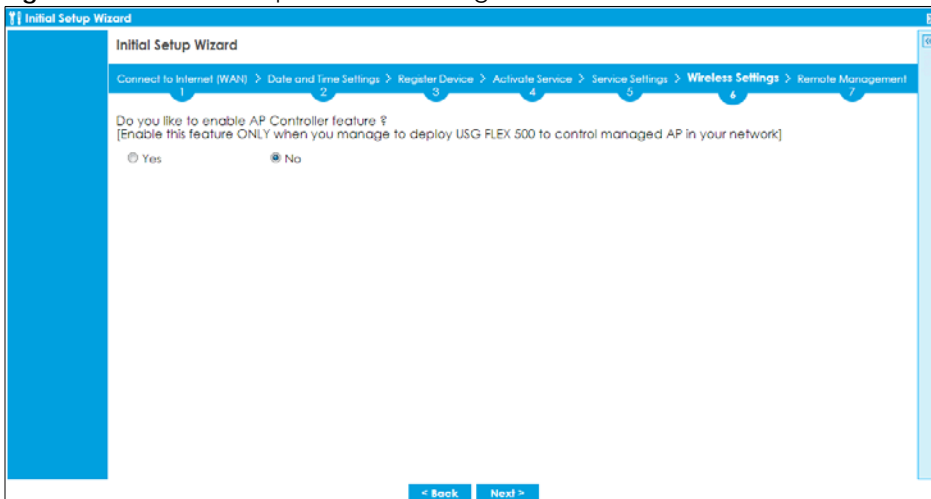 Initial Setup Wizard
Initial Setup Wizard
Connect to Internet (WAN) > Date and Time Settings > Register Device > Activate Service > Service Settings > Wireless Settings > Remote Management
1 2 3 4 5 6 7
Do you like to enable AP Controller feature ?
[Enable this feature ONLY when you manage to deploy USG FLEX 500 to control managed AP in your network]
Yes No
< Back Next >